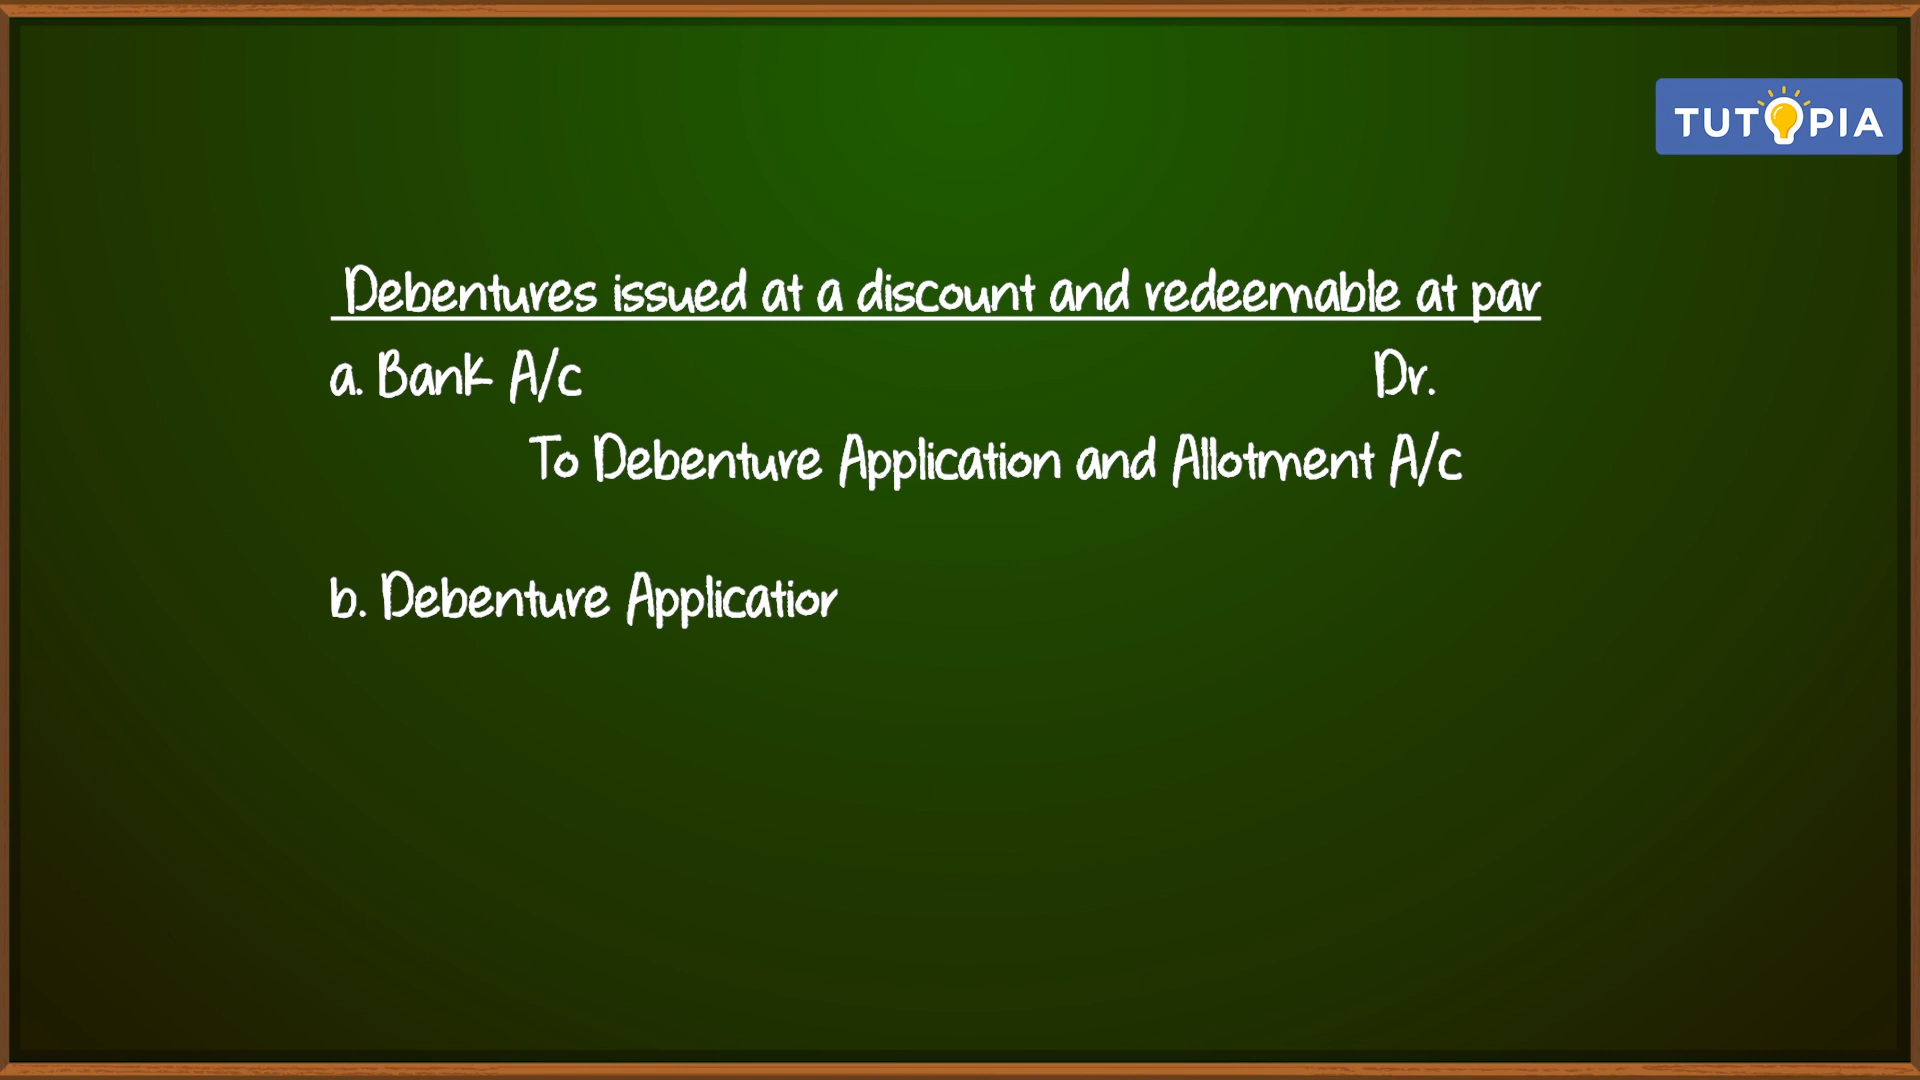 TUTOPIA
Debentures issued at a discount and redeemable at par
a. Bank A/c Dr.
To Debenture Application and Allotment A/c
b. Debenture Applicatior